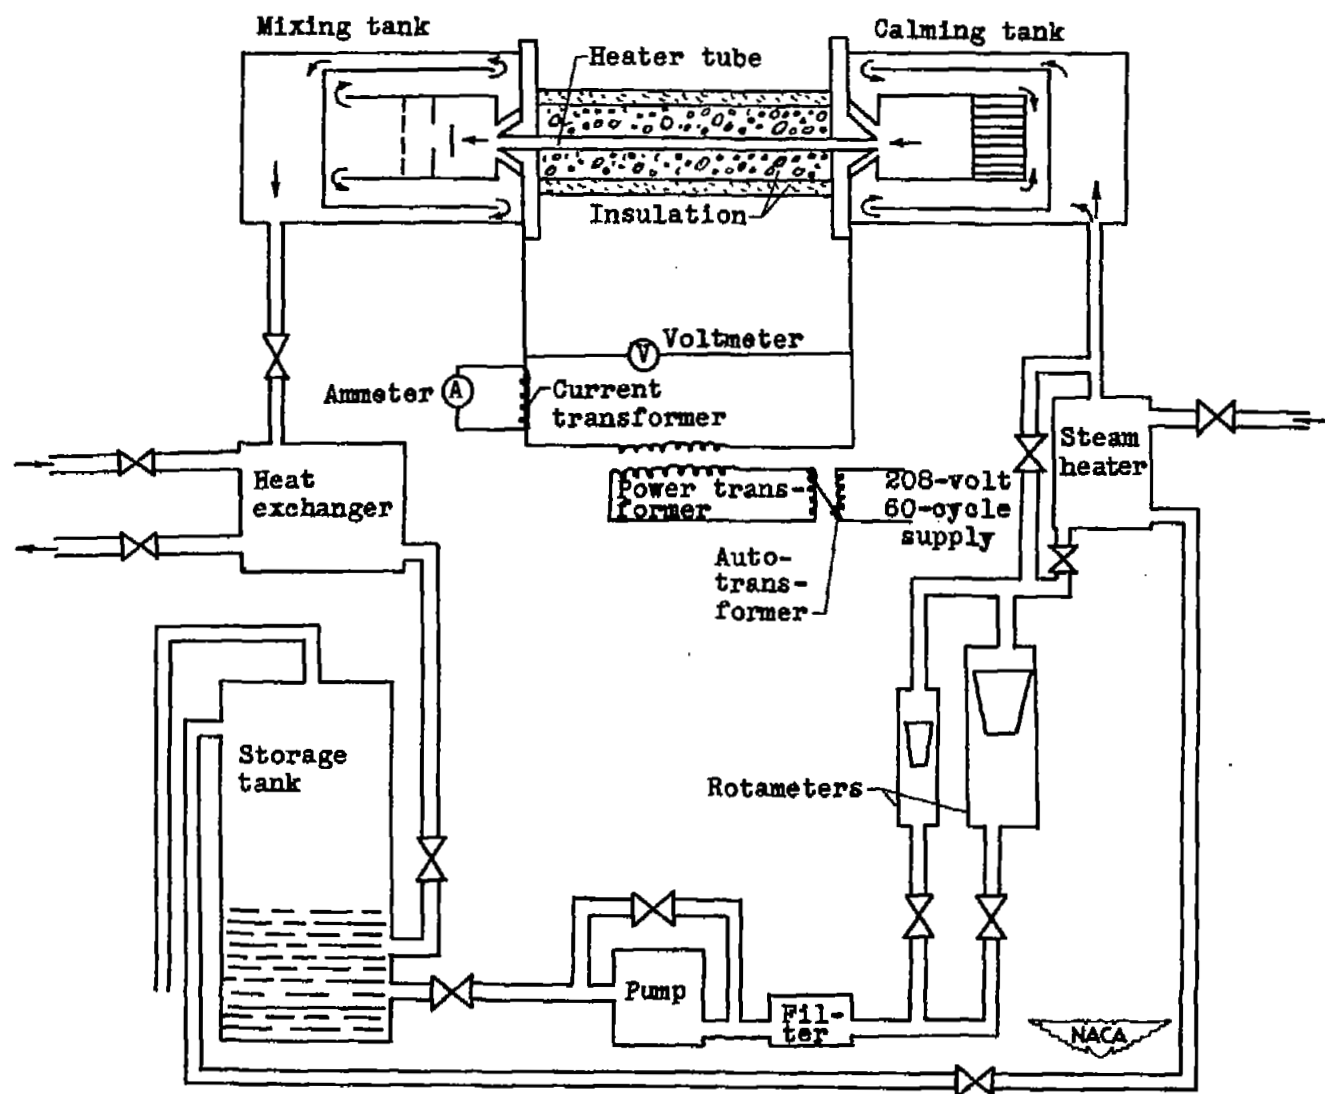 Mixing tank
Calming tank
Heater tube
Insulation
Voltmeter
V
Ammeter
A
Current
transformer
Steam
heater
Heat
exchanger
Power trans-
former
208-volt
60-cycle
supply
Auto-
trans-
former
Storage
tank
Rotameters
Pump
Fil-
ter
NACA